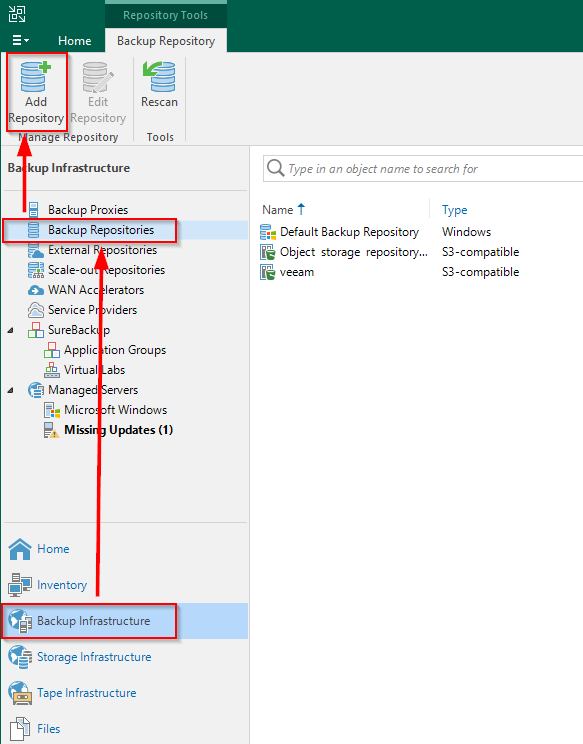 Repository Tools
Home
Backup Repository
Add
Repository
Edit
Repository
Rescan
Manage Repository
Tools
Backup Infrastructure
Type in an object name to search for
Backup Proxies
Backup Repositories
External Repositories
Scale-out Repositories
WAN Accelerators
Service Providers
SureBackup
Application Groups
Virtual Labs
Managed Servers
Microsoft Windows
Missing Updates (1)
Name Type
Default Backup Repository Windows
Object storage repository... S3-compatible
veeam S3-compatible
Home
Inventory
Backup Infrastructure
Storage Infrastructure
Tape Infrastructure
Files